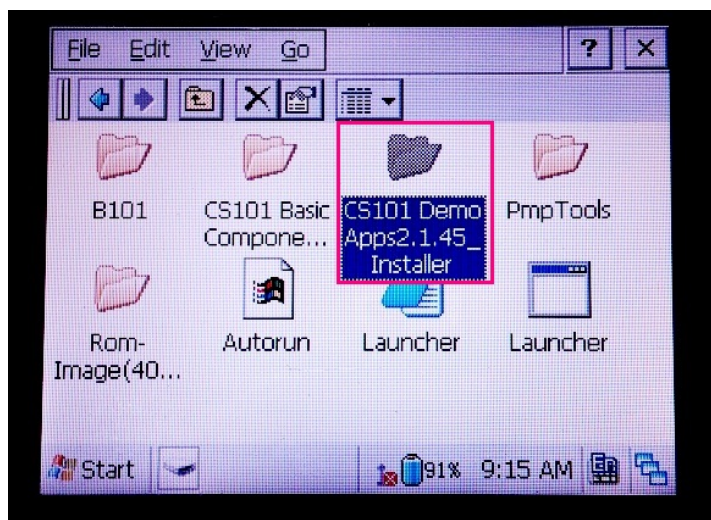 File Edit View Go ? ×
B101
CS101 Basic
Compone...
CS101 Demo
Apps2.1.45_
Installer
PmpTools
Rom-
Image(40...
Autorun
Launcher
Launcher
Start 91% 9:15 AM